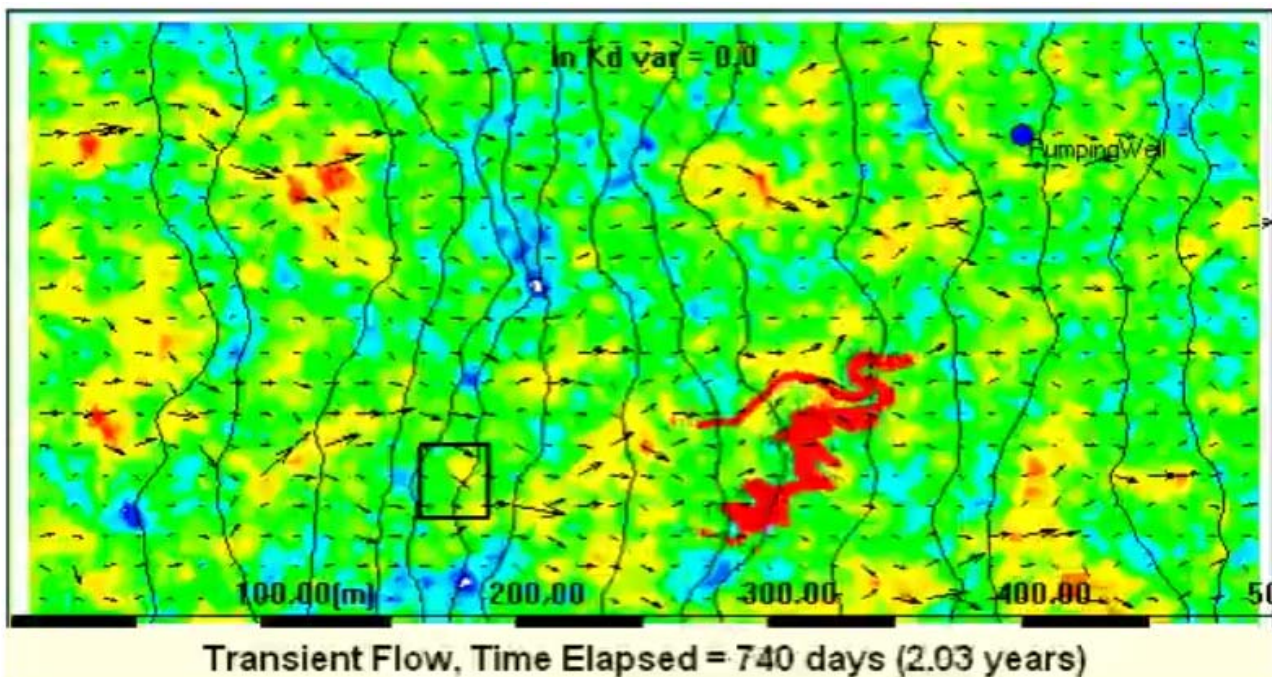 ln Kd var = 0.0
PumpingWell
100.00(m) 200.00 300.00 400.00 50
Transient Flow, Time Elapsed = 740 days (2.03 years)